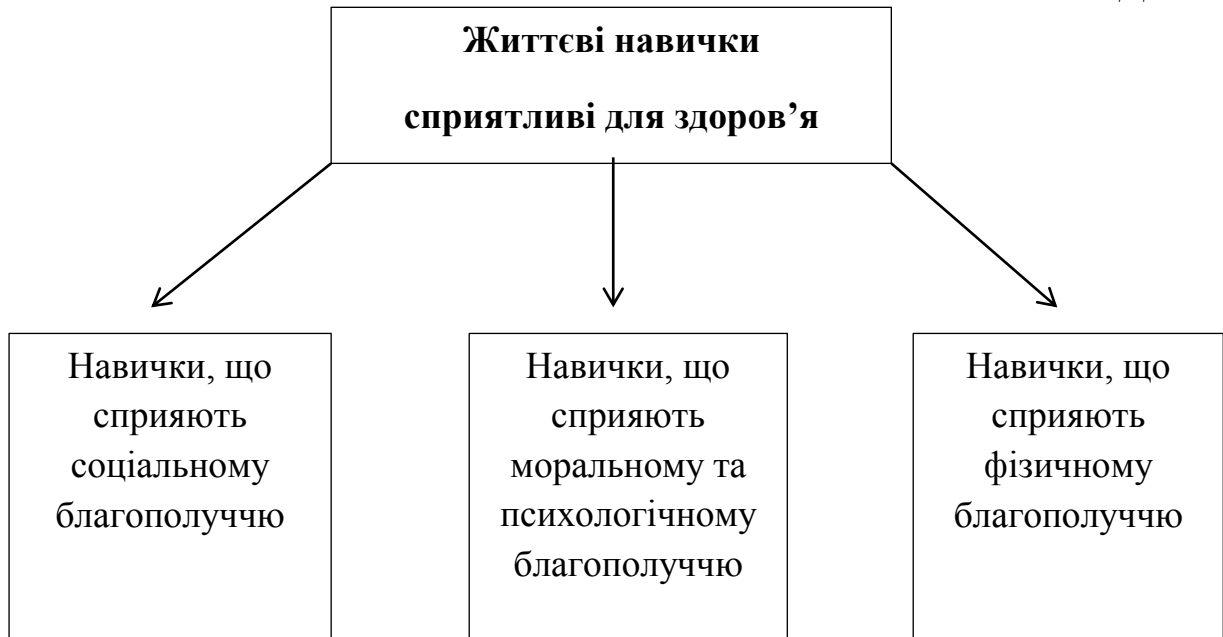 Життєві навички
сприятливі для здоров’я
Навички, що
сприяють
соціальному
благополуччю
Навички, що
сприяють
моральному та
психологічному
благополуччю
Навички, що
сприяють
фізичному
благополуччю